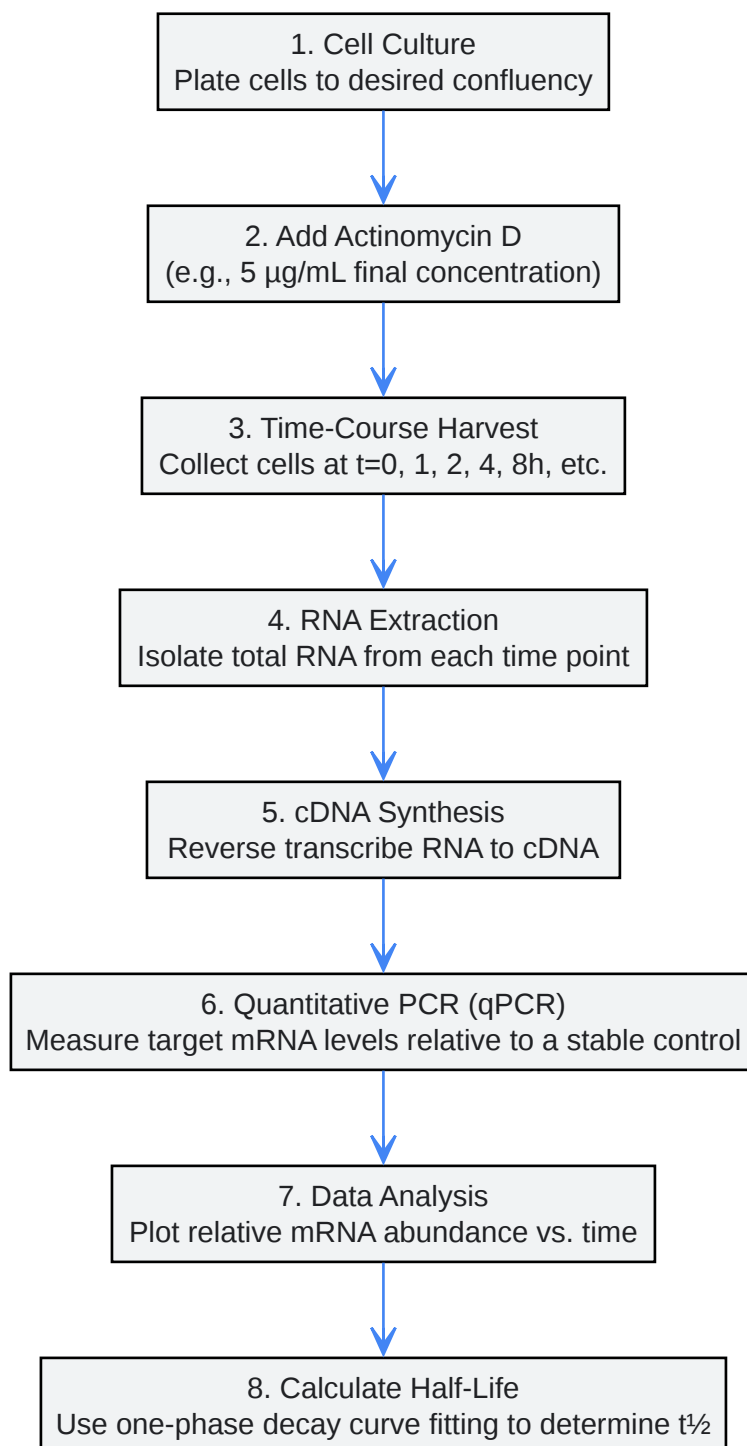 1. Cell Culture
Plate cells to desired confluency
2. Add Actinomycin D
(e.g., 5 µg/mL final concentration)
3. Time-Course Harvest
Collect cells at t=0, 1, 2, 4, 8h, etc.
4. RNA Extraction
Isolate total RNA from each time point
5. cDNA Synthesis
Reverse transcribe RNA to cDNA
6. Quantitative PCR (qPCR)
Measure target mRNA levels relative to a stable control
7. Data Analysis
Plot relative mRNA abundance vs. time
8. Calculate Half-Life
Use one-phase decay curve fitting to determine t½